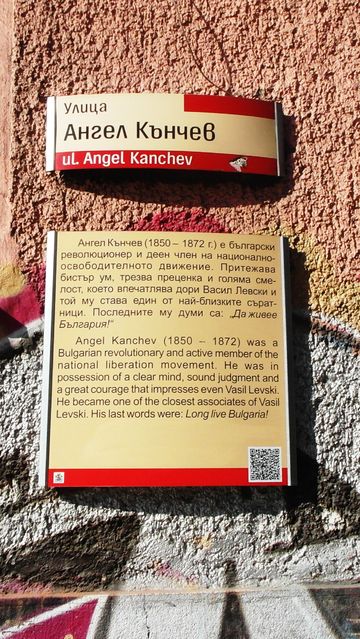 Улица
Ангел Кънчев
ul. Angel Kanchev
Ангел Кънчев (1850 – 1872 г.) е български
революционер и деен член на национално-
освободителното движение. Притежава
бистър ум, трезва преценка и голяма сме-
лост, което впечатлява дори Васил Левски и
той му става един от най-близките сърат-
ници. Последните му думи са: „Да живее
България!“
Angel Kanchev (1850 – 1872) was a
Bulgarian revolutionary and active member of the
national liberation movement. He was in
possession of a clear mind, sound judgment and
a great courage that impresses even Vasil Levski.
He became one of the closest associates of Vasil
Levski. His last words were: Long live Bulgaria!